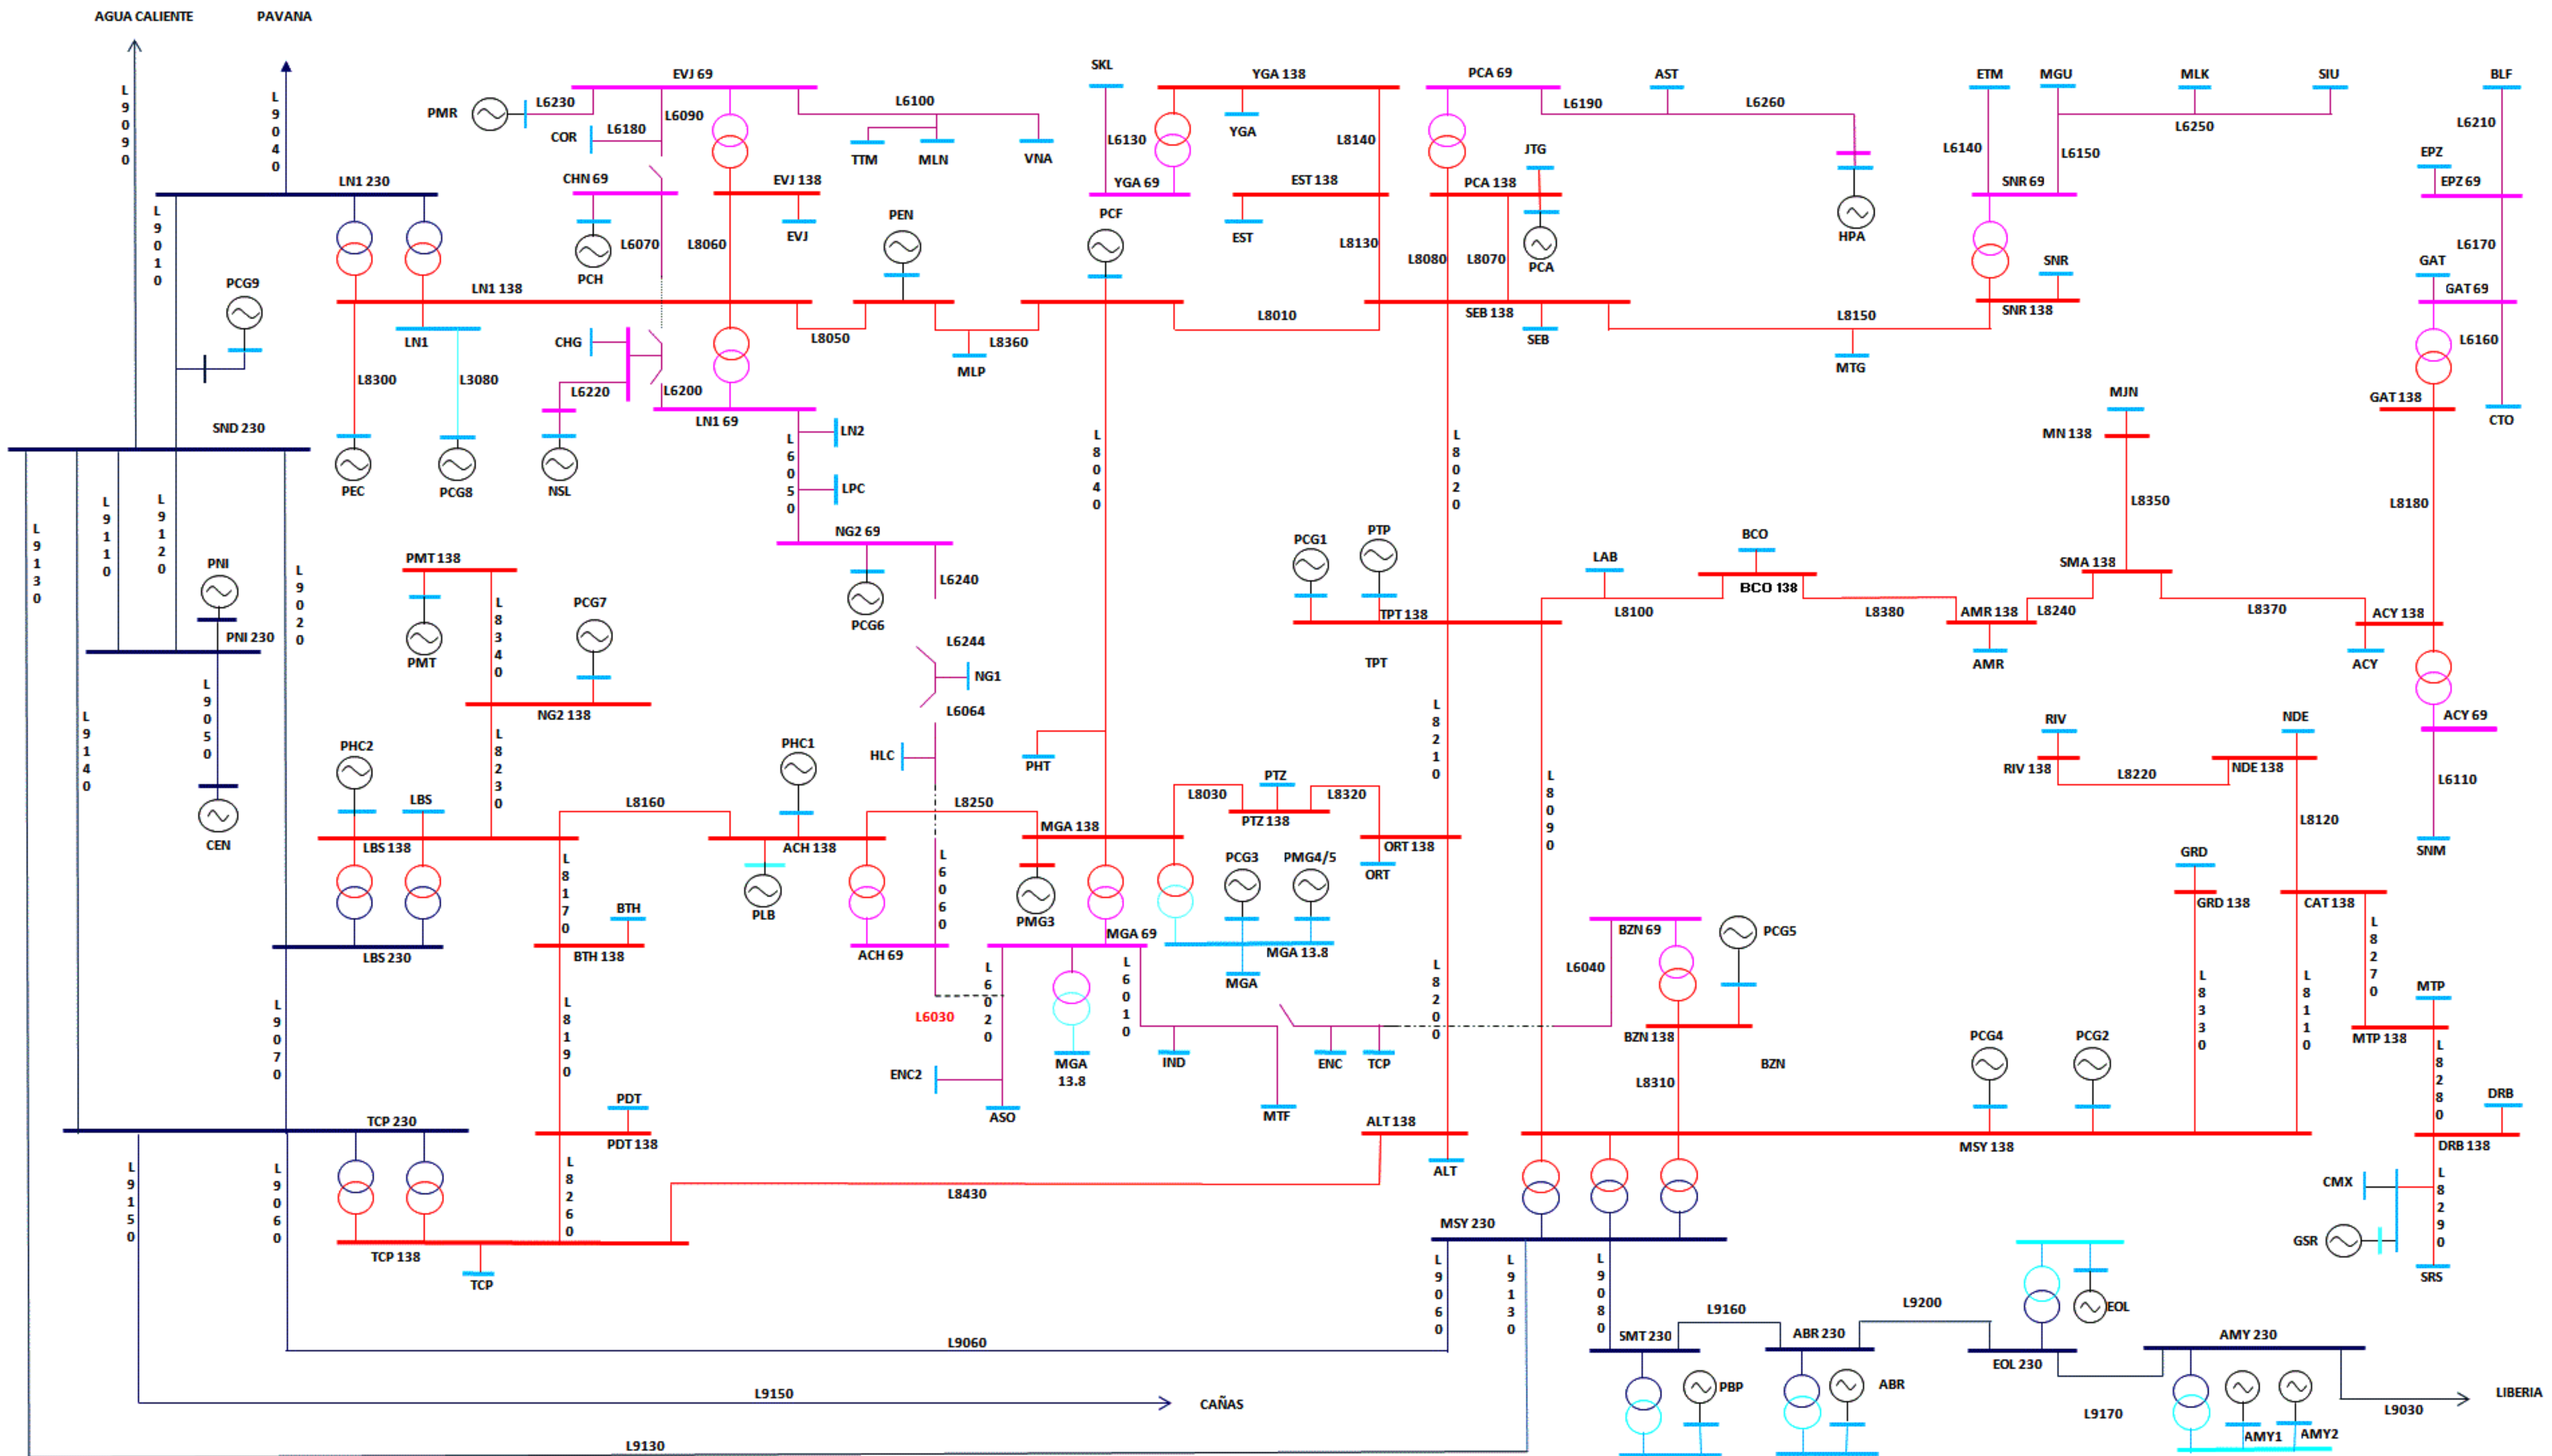 AGUA CALIENTE
PAVANA
L9090
L9040
L9010
LN1 230
PCG9
SND 230
PMR
L6230
COR
L6180
L6090
EVJ 69
L6100
TTM
MLN
VNA
CHN 69
EVJ 138
EVJ
PCH
L6070
L8060
PEN
LN1 138
LN1
L8300
L3080
PEC
PCG8
CHG
L6220
L6200
NSL
LN1 69
L8050
L8360
MLP
SKL
L6130
YGA 69
PCF
YGA 138
YGA
L8140
EST 138
EST
L8130
L8010
PCA 69
L6190
AST
L6260
JTG
PCA 138
PCA
L8080
L8070
HPA
SEB 138
SEB
L8150
MTG
ETM
MGU
MLK
SIU
L6250
L6140
L6150
SNR 69
SNR
SNR 138
BLF
L6210
EPZ
EPZ 69
L6170
GAT
GAT 69
L6160
GAT 138
CTO
LN2
L6050
LPC
NG2 69
L6240
PCG6
L6244
NG1
L6064
HLC
L8040
PHT
L8020
PCG1
PTP
TPT 138
TPT
LAB
L8100
BCO
BCO 138
L8380
AMR 138
AMR
L8240
MJN
MN 138
L8350
SMA 138
L8370
L8180
ACY 138
ACY
ACY 69
L6110
SNM
L9130
L9140
L9110
L9120
L9020
PNI
PNI 230
L9050
CEN
PMT 138
PMT
L8340
PCG7
NG2 138
L8230
PHC2
LBS
LBS 138
LBS 230
L8160
PHC1
ACH 138
PLB
L8250
L8170
BTH
BTH 138
ACH 69
L6060
MGA 138
PMG3
L8030
PTZ
PTZ 138
L8320
L8210
ORT 138
ORT
PCG3
PMG4/5
MGA 13.8
MGA
MGA 69
L6030
L6020
L6010
MGA
13.8
ENC2
ASO
IND
MTF
ENC
TCP
L8200
L8090
L6040
BZN 69
PCG5
BZN 138
BZN
L8310
RIV
RIV 138
L8220
NDE
NDE 138
L8120
GRD
GRD 138
CAT 138
L8270
L8330
L8110
MTP
MTP 138
L8280
DRB
DRB 138
CMX
GSR
L8290
SRS
PCG4
PCG2
MSY 138
L9070
L8190
PDT
PDT 138
TCP 230
L9150
L9060
L8260
TCP 138
TCP
L8430
ALT 138
ALT
MSY 230
L9060
L9130
L9080
L9060
L9150
CAÑAS
L9130
SMT 230
L9160
PBP
ABR 230
ABR
L9200
EOL
EOL 230
L9170
AMY 230
AMY1
AMY2
L9030
LIBERIA